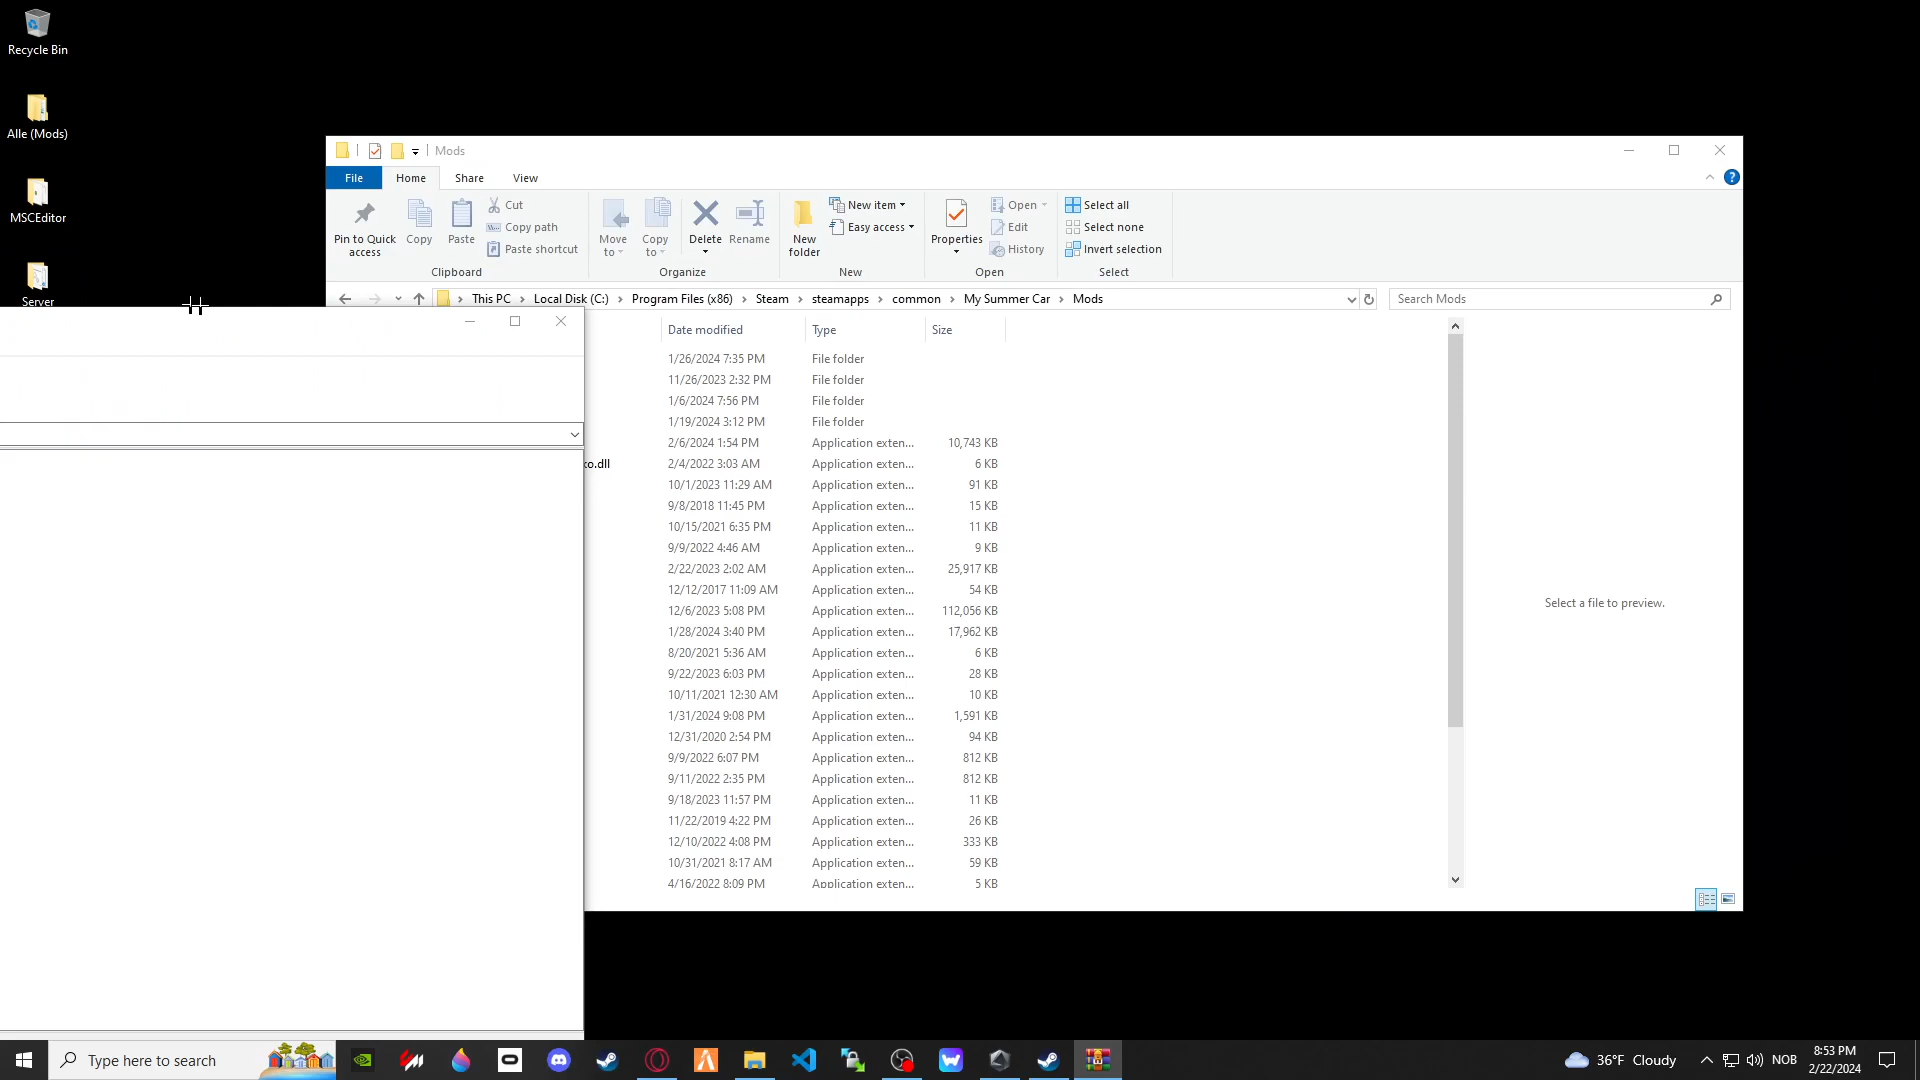 Recycle Bin
Alle (Mods)
MSCEditor
Server
Mods
File Home Share View
Pin to Quick access
Copy
Paste
Cut
Copy path
Paste shortcut
Clipboard
Move to
Copy to
Delete
Rename
Organize
New folder
New item
Easy access
New
Properties
Open
Edit
History
Open
Select all
Select none
Invert selection
Select
This PC > Local Disk (C:) > Program Files (x86) > Steam > steamapps > common > My Summer Car > Mods
Search Mods
Date modified Type Size
1/26/2024 7:35 PM File folder
11/26/2023 2:32 PM File folder
1/6/2024 7:56 PM File folder
1/19/2024 3:12 PM File folder
2/6/2024 1:54 PM Application exten... 10,743 KB
ko.dll 2/4/2022 3:03 AM Application exten... 6 KB
10/1/2023 11:29 AM Application exten... 91 KB
9/8/2018 11:45 PM Application exten... 15 KB
10/15/2021 6:35 PM Application exten... 11 KB
9/9/2022 4:46 AM Application exten... 9 KB
2/22/2023 2:02 AM Application exten... 25,917 KB
12/12/2017 11:09 AM Application exten... 54 KB
12/6/2023 5:08 PM Application exten... 112,056 KB
1/28/2024 3:40 PM Application exten... 17,962 KB
8/20/2021 5:36 AM Application exten... 6 KB
9/22/2023 6:03 PM Application exten... 28 KB
10/11/2021 12:30 AM Application exten... 10 KB
1/31/2024 9:08 PM Application exten... 1,591 KB
12/31/2020 2:54 PM Application exten... 94 KB
9/9/2022 6:07 PM Application exten... 812 KB
9/11/2022 2:35 PM Application exten... 812 KB
9/18/2023 11:57 PM Application exten... 11 KB
11/22/2019 4:22 PM Application exten... 26 KB
12/10/2022 4:08 PM Application exten... 333 KB
10/31/2021 8:17 AM Application exten... 59 KB
4/16/2022 8:09 PM Application exten... 5 KB
Select a file to preview.
Type here to search
36°F Cloudy
NOB
8:53 PM
2/22/2024